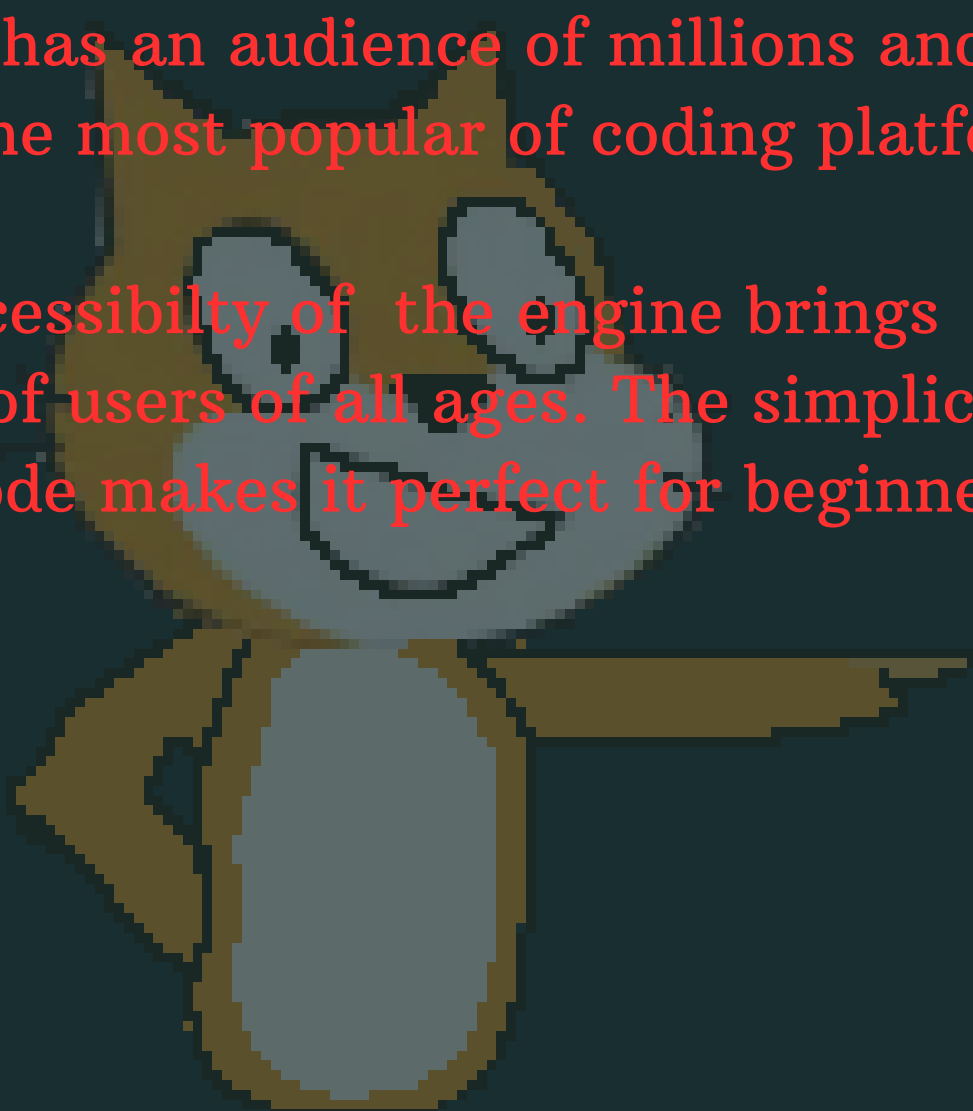 has an audience of millions and
he most popular of coding platfo
cessibilty of the engine brings
of users of all ages. The simplic
ode makes it perfect for beginne